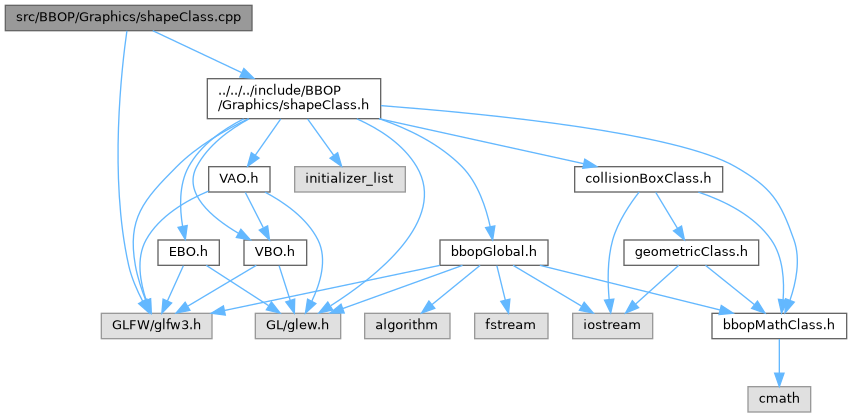 src/BBOP/Graphics/shapeClass.cpp
../../../include/BBOP
/Graphics/shapeClass.h
VAO.h
initializer_list
collisionBoxClass.h
EBO.h
VBO.h
bbopGlobal.h
geometricClass.h
GLFW/glfw3.h
GL/glew.h
algorithm
fstream
iostream
bbopMathClass.h
cmath